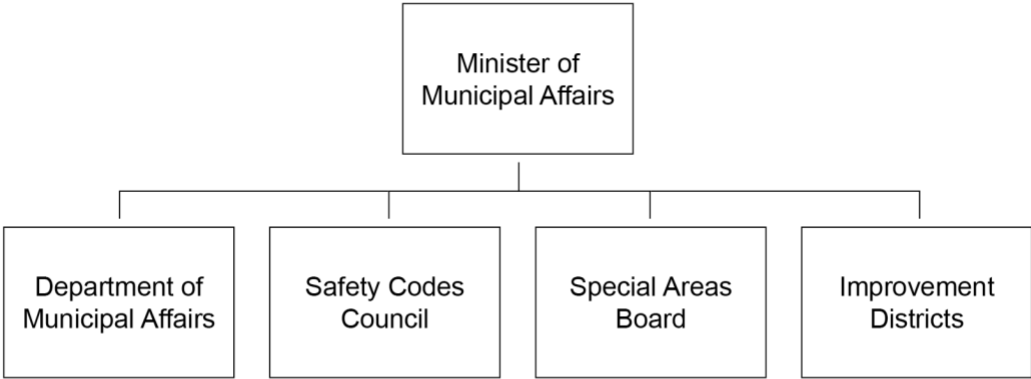 Minister of
Municipal Affairs
Department of
Municipal Affairs
Safety Codes
Council
Special Areas
Board
Improvement
Districts